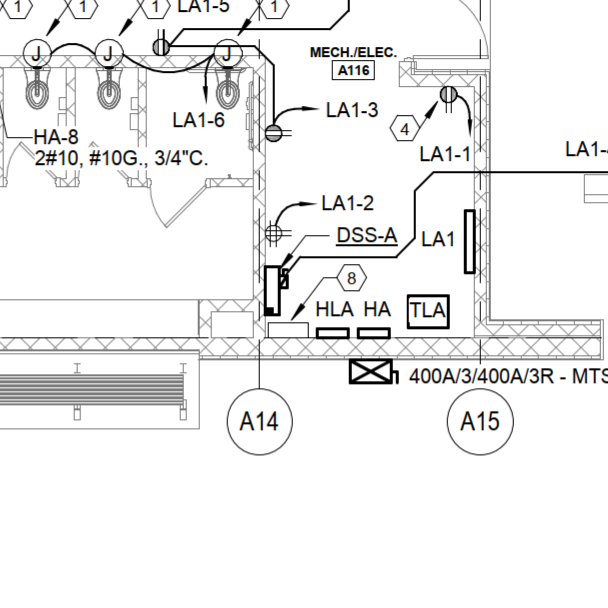 1 1 1 LA1-5 1
J J J
MECH./ELEC.
A116
LA1-6
LA1-3
4
LA1-1
LA1-
HA-8
2#10, #10G., 3/4"C.
LA1-2
DSS-A
LA1
8
HLA HA TLA
400A/3/400A/3R - MTS
A14 A15